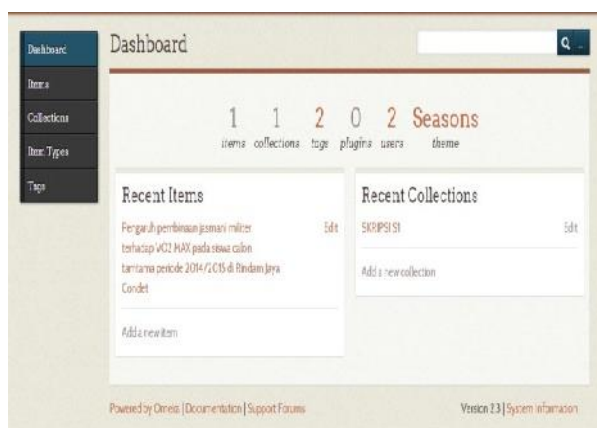 Dashboard
Items
Collections
Item Types
Tags
Dashboard
1 1 2 0 2 Seasons
items collections tags plugins users theme
Recent Items
Pengaruh pembinaan jasmani militer
terhadap VO2 MAX pada siswa calon
tamtama periode 2014/2015 di Rindam Jaya
Condet
Edit
Add a new item
Recent Collections
SKRIPSI S1
Edit
Add a new collection
Powered by Omeka | Documentation | Support Forums
Version 2.3 | System Information